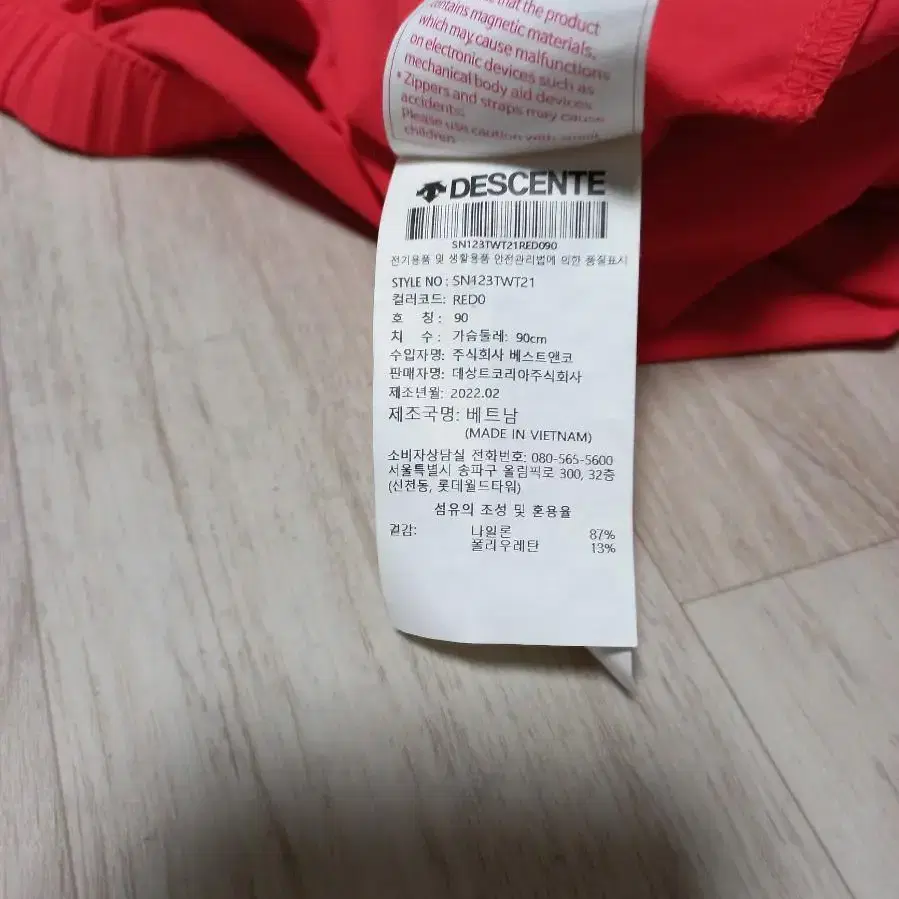 that the product
contains magnetic materials,
which may cause malfunctions
on electronic devices such as
mechanical body aid devices
* Zippers and straps may cause
accidents.
Please use caution with small
children.
DESCENTE
SN123TWT21RED090
전기용품 및 생활용품 안전관리법에 의한 품질표시
STYLE NO : SN123TWT21
컬러코드: RED0
호 칭: 90
치 수: 가슴둘레: 90cm
수입자명: 주식회사 베스트앤코
판매자명: 데상트코리아주식회사
제조년월: 2022.02
제조국명: 베트남
(MADE IN VIETNAM)
소비자상담실 전화번호: 080-565-5600
서울특별시 송파구 올림픽로 300, 32층
(신천동, 롯데월드타워)
섬유의 조성 및 혼용율
겉감: 나일론 87%
폴리우레탄 13%